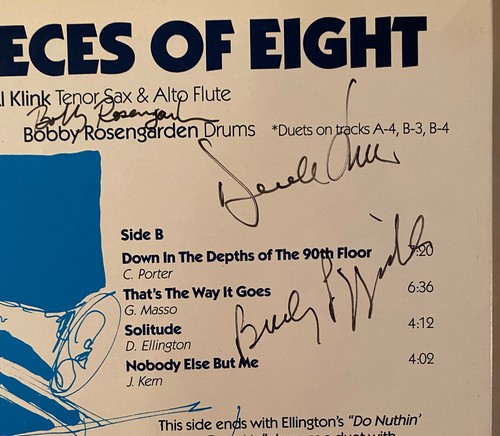 ECES OF EIGHT
l Klink Tenor Sax & Alto Flute
Bobby Rosengarden
Bobby Rosengarden Drums *Duets on tracks A-4, B-3, B-4
Side B
Down In The Depths of The 90th Floor 7:20
C. Porter
That's The Way It Goes 6:36
G. Masso
Solitude 4:12
D. Ellington
Nobody Else But Me 4:02
J. Kern
This side ends with Ellington's "Do Nuthin'